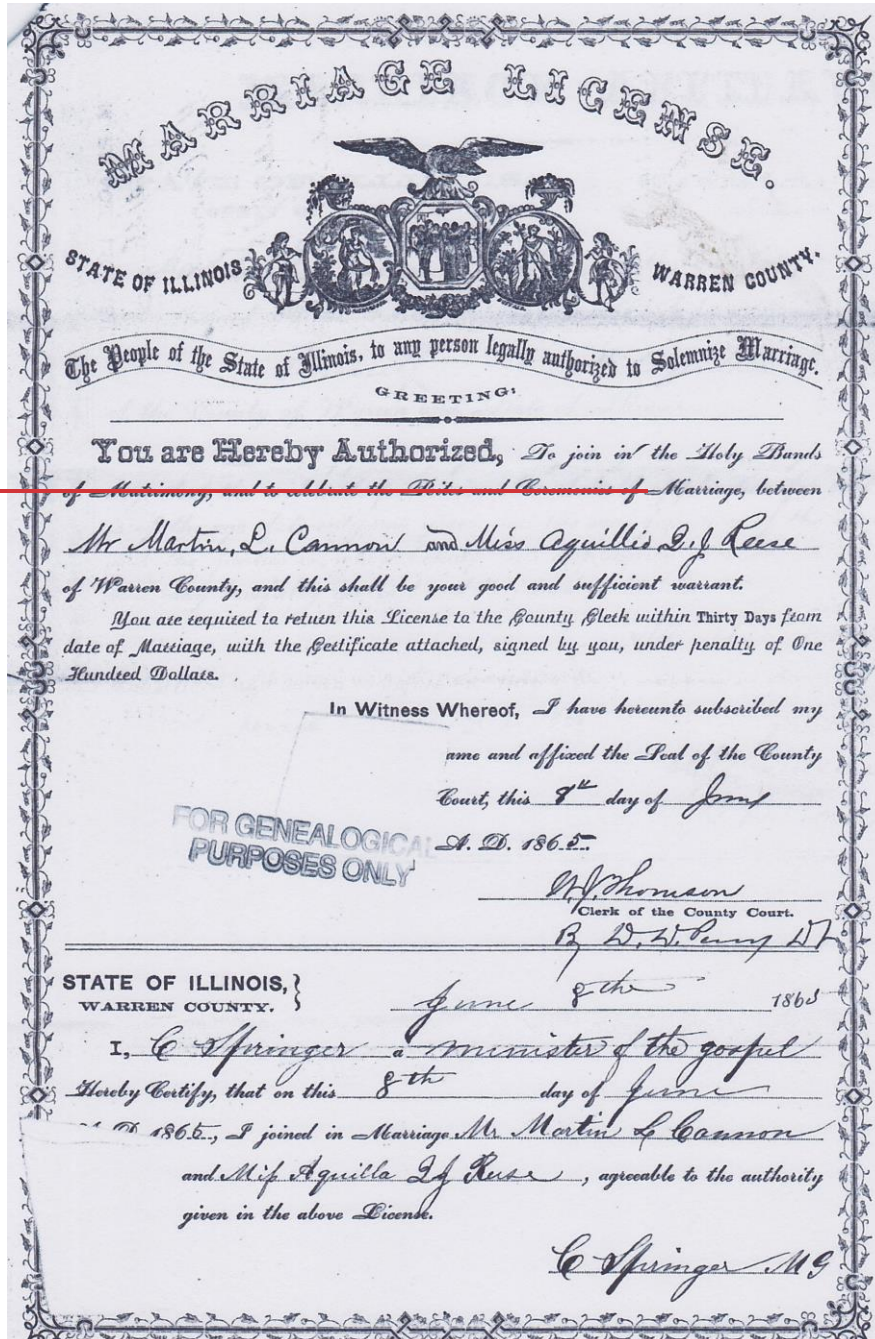 MARRIAGE LICENSE.
STATE OF ILLINOIS WARREN COUNTY.
The People of the State of Illinois, to any person legally authorized to Solemnize Marriage.
GREETING:
You are Hereby Authorized, To join in the Holy Bands
of Matrimony, and to celebrate the Rites and Ceremonies of Marriage, between
Mr Martin, L. Cannon and Miss Aquillis Q. J. Reese
of Warren County, and this shall be your good and sufficient warrant.
You are required to return this License to the County Clerk within Thirty Days from
date of Marriage, with the Certificate attached, signed by you, under penalty of One
Hundred Dollars.
In Witness Whereof, I have hereunto subscribed my
ame and affixed the Seal of the County
Court, this 8th day of June
A. D. 1865
FOR GENEALOGICAL
PURPOSES ONLY
W. J. Thomson
Clerk of the County Court.
By D. W.
STATE OF ILLINOIS,
WARREN COUNTY.
June 8th 1865
I, C Springer a minister of the gospel
Hereby Certify, that on this 8th day of June
A. D. 1865, I joined in Marriage Mr Martin L Cannon
and Miss Aquilla Q J Reese, agreeable to the authority
given in the above License.
C Springer M G